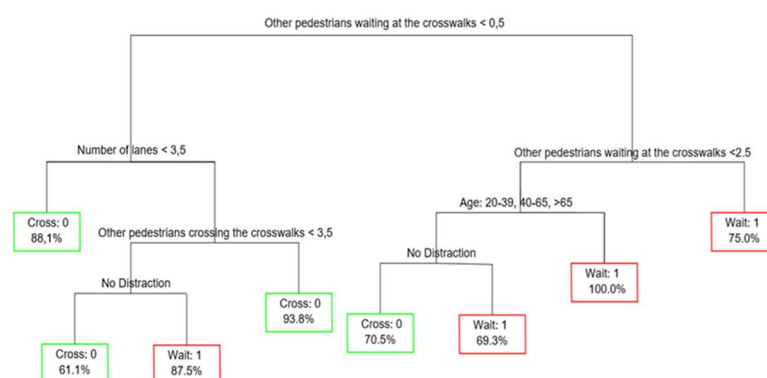 Other pedestrians waiting at the crosswalks < 0,5
Number of lanes < 3,5
Other pedestrians waiting at the crosswalks <2.5
Age: 20-39, 40-65, >65
Cross: 0
88,1%
Wait: 1
75.0%
Other pedestrians crossing the crosswalks < 3,5
No Distraction
Wait: 1
100.0%
No Distraction
Cross: 0
93.8%
Cross: 0
70.5%
Wait: 1
69.3%
Cross: 0
61.1%
Wait: 1
87.5%